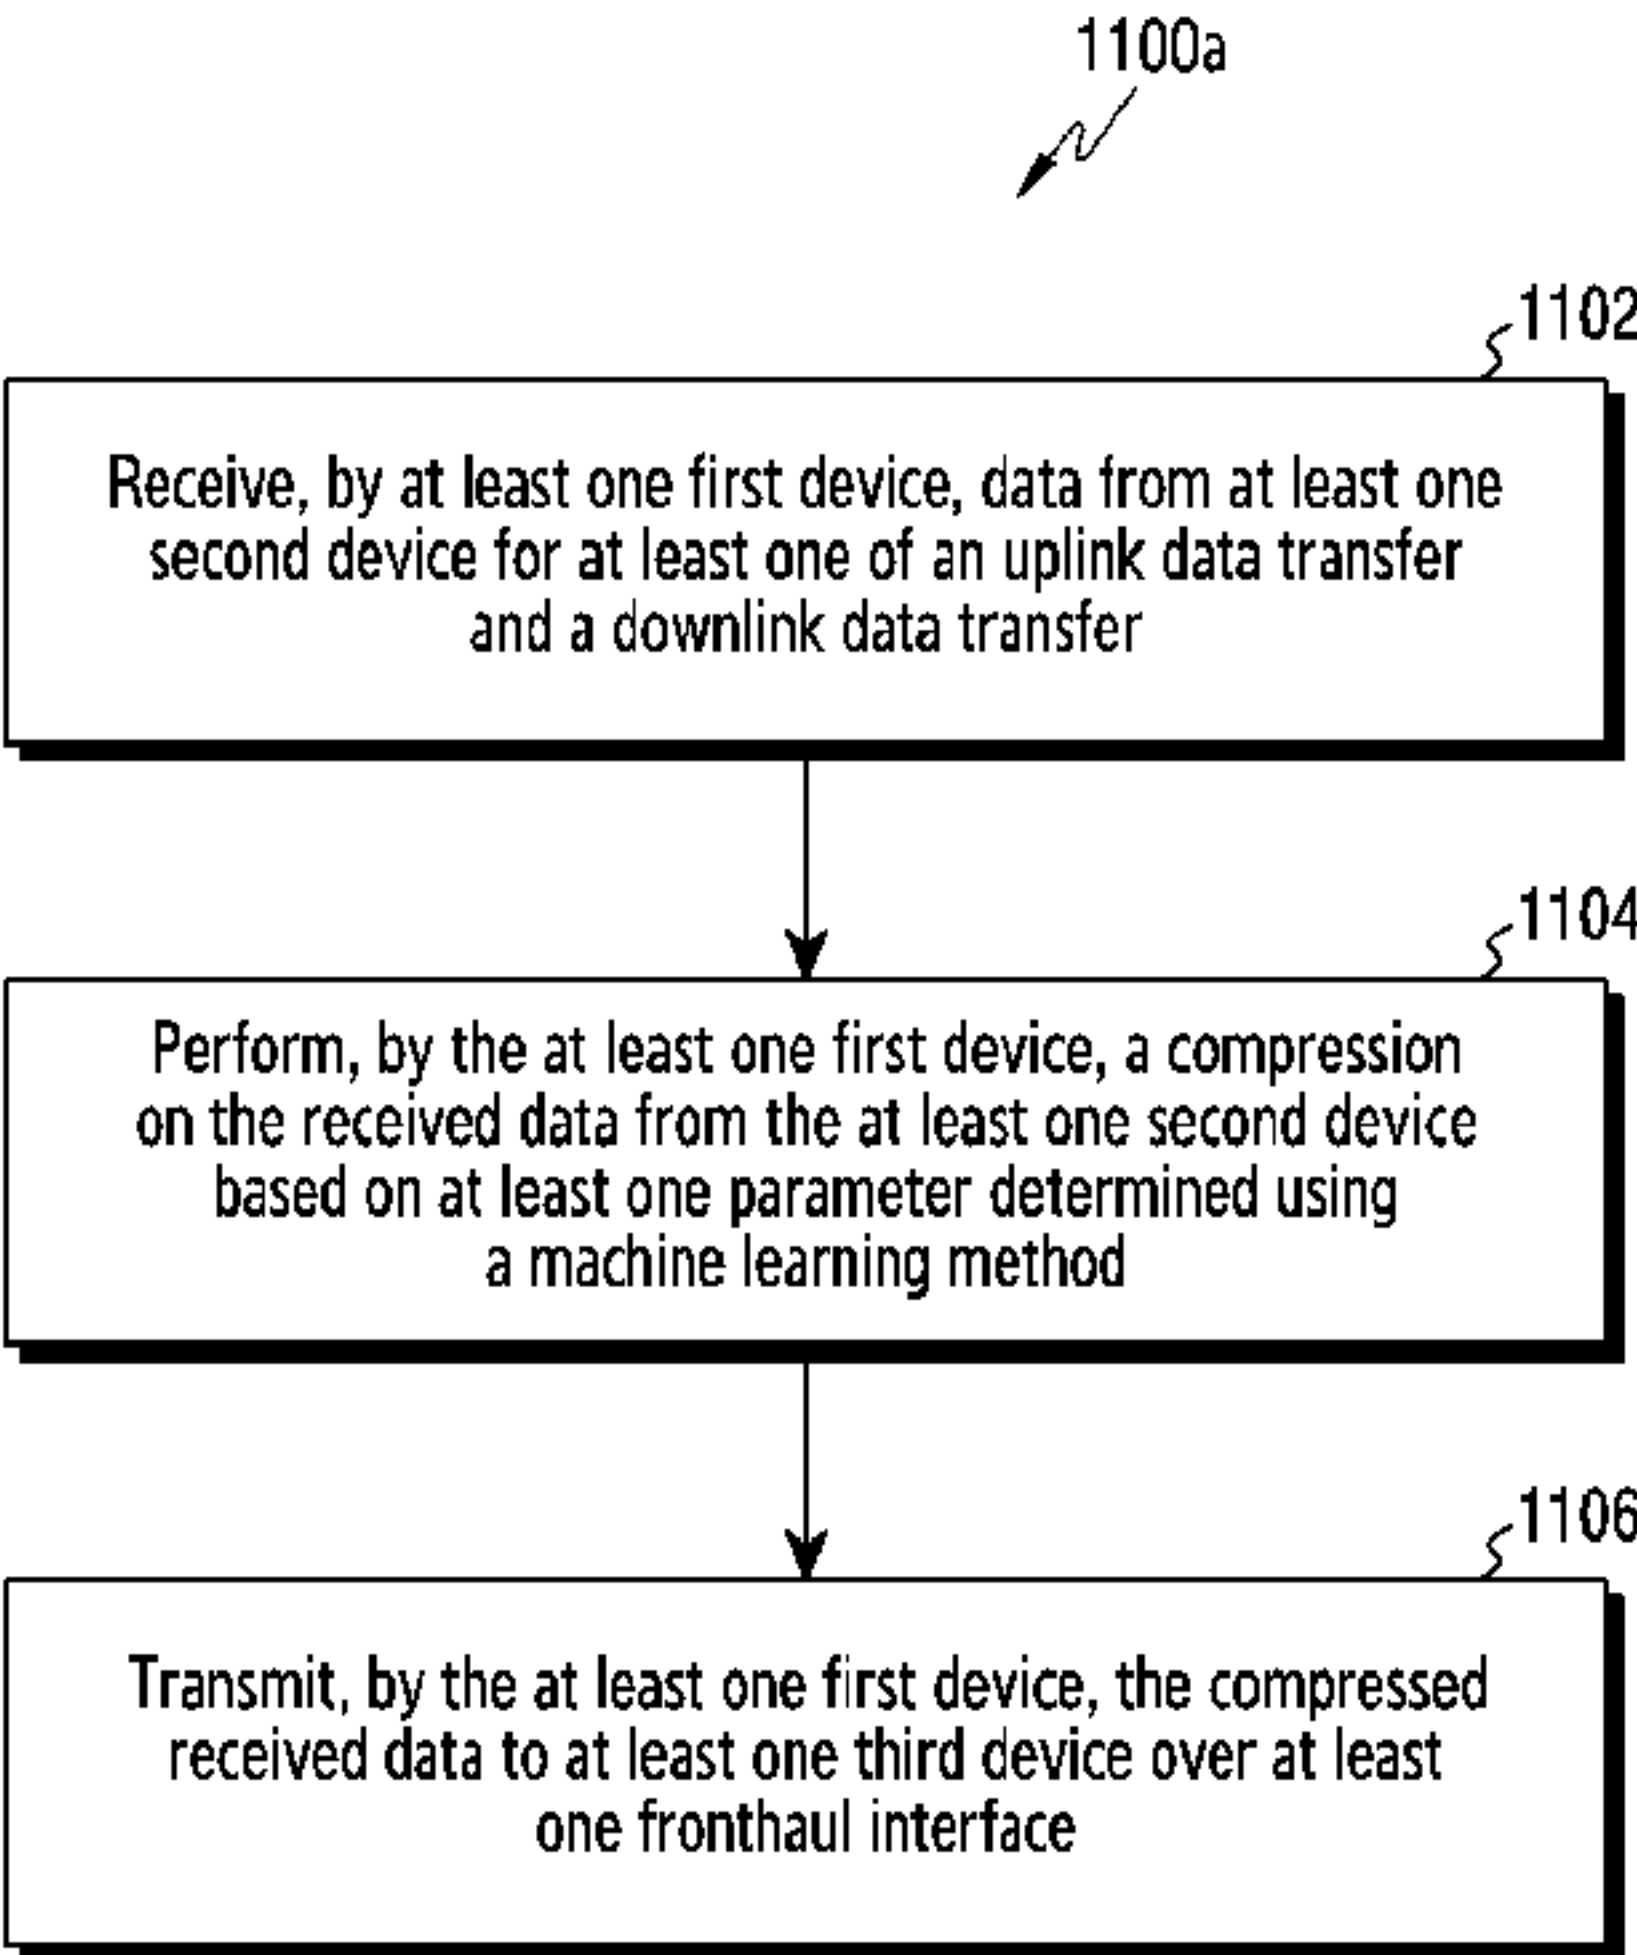 1100a
1102
Receive, by at least one first device, data from at least one
second device for at least one of an uplink data transfer
and a downlink data transfer
1104
Perform, by the at least one first device, a compression
on the received data from the at least one second device
based on at least one parameter determined using
a machine learning method
1106
Transmit, by the at least one first device, the compressed
received data to at least one third device over at least
one fronthaul interface